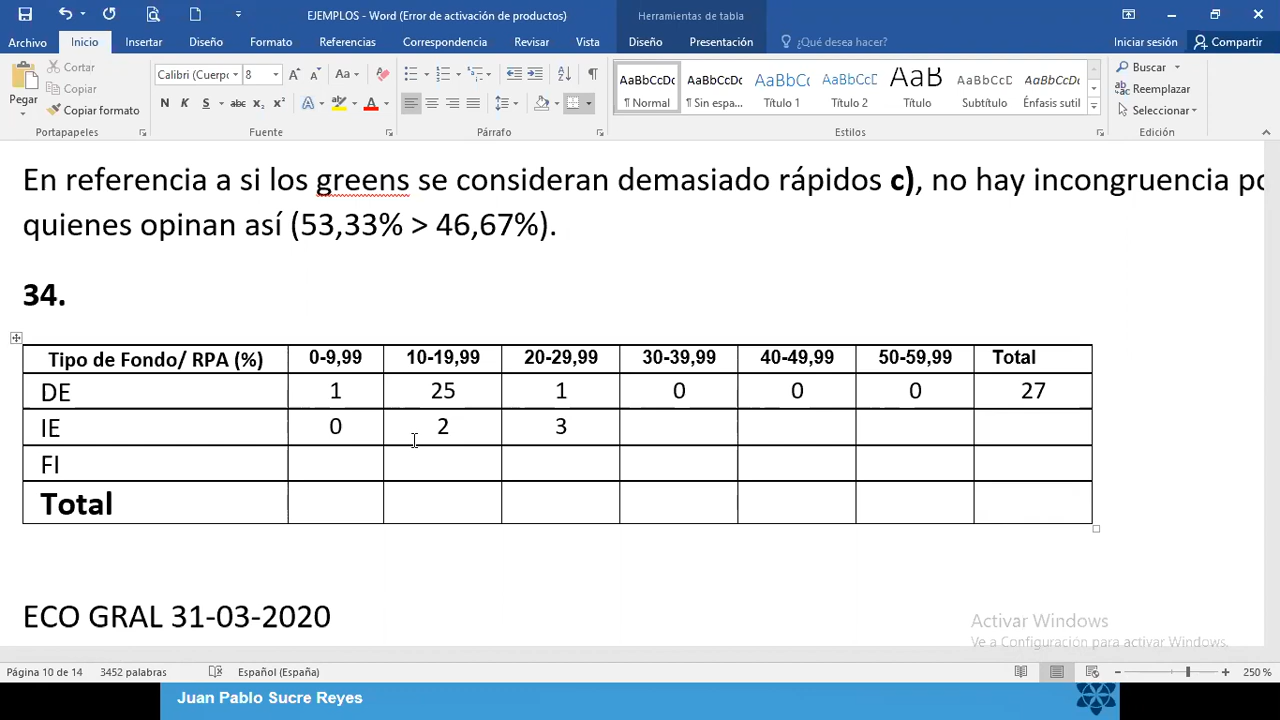 EJEMPLOS - Word (Error de activación de productos)
Herramientas de tabla
Archivo Inicio Insertar Diseño Formato Referencias Correspondencia Revisar Vista Diseño Presentación ¿Qué desea hacer? Iniciar sesión Compartir
Pegar
Cortar
Copiar
Copiar formato
Portapapeles
Calibri (Cuerpo 8
N K S abc x₂ x² A A
Fuente
Párrafo
AaBbCcDc AaBbCcDc AaBbCc AaBbCcD AaB AaBbCcD AaBbCcDc
¶ Normal ¶ Sin espa... Título 1 Título 2 Título Subtítulo Énfasis sutil
Estilos
Buscar
Reemplazar
Seleccionar
Edición
En referencia a si los greens se consideran demasiado rápidos c), no hay incongruencia po
quienes opinan así (53,33% > 46,67%).
34.
Tipo de Fondo/ RPA (%) 0-9,99 10-19,99 20-29,99 30-39,99 40-49,99 50-59,99 Total
DE 1 25 1 0 0 0 27
IE 0 2 3
FI
Total
ECO GRAL 31-03-2020
Activar Windows
Ve a Configuración para activar Windows.
Página 10 de 14 3452 palabras Español (España) 250 %
Juan Pablo Sucre Reyes